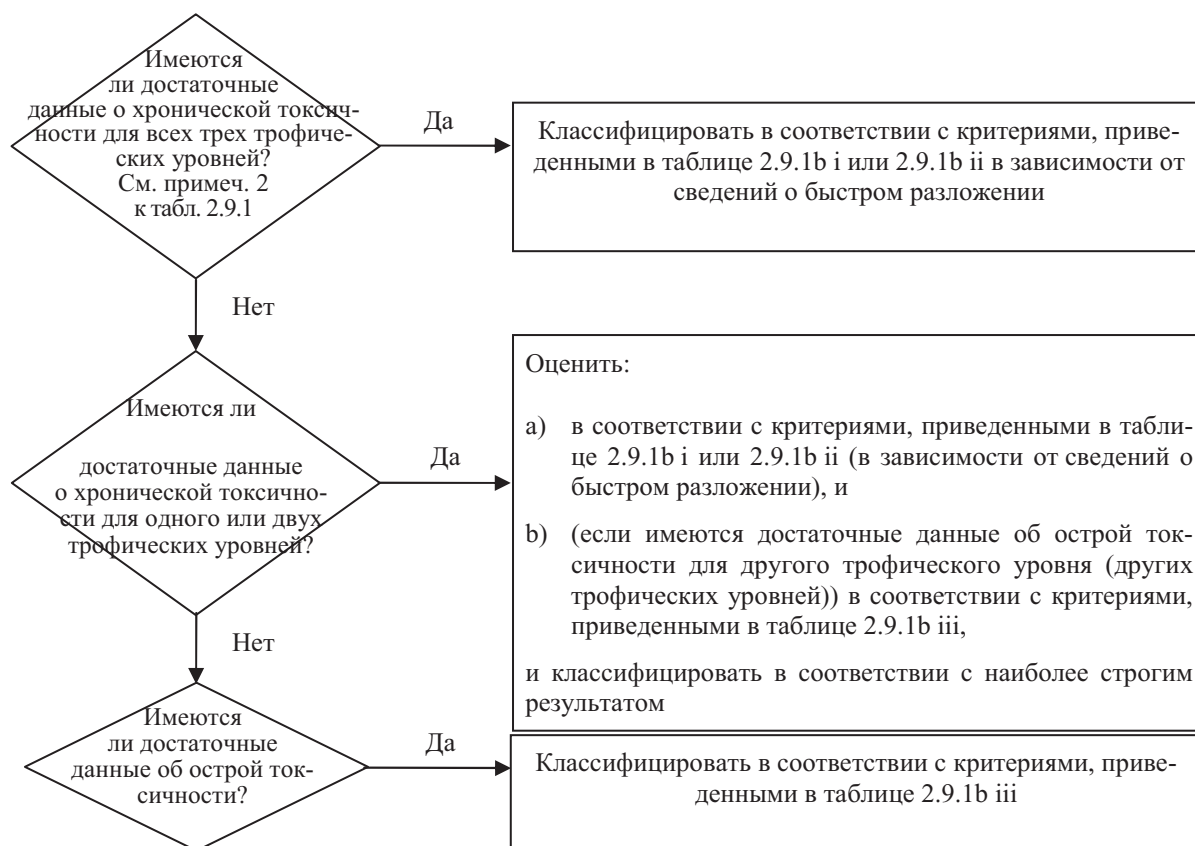 Имеются
ли достаточные
данные о хронической токсич-
ности для всех трех трофиче-
ских уровней?
См. примеч. 2
к табл. 2.9.1
Да
Классифицировать в соответствии с критериями, приве-
денными в таблице 2.9.1b i или 2.9.1b ii в зависимости от
сведений о быстром разложении
Нет
Имеются ли
достаточные данные
о хронической токсично-
сти для одного или двух
трофических уровней?
Да
Оценить:
a) в соответствии с критериями, приведенными в табли-
це 2.9.1b i или 2.9.1b ii (в зависимости от сведений о
быстром разложении), и
b) (если имеются достаточные данные об острой ток-
сичности для другого трофического уровня (других
трофических уровней)) в соответствии с критериями,
приведенными в таблице 2.9.1b iii,
и классифицировать в соответствии с наиболее строгим
результатом
Нет
Имеются
ли достаточные
данные об острой ток-
сичности?
Да
Классифицировать в соответствии с критериями, приве-
денными в таблице 2.9.1b iii